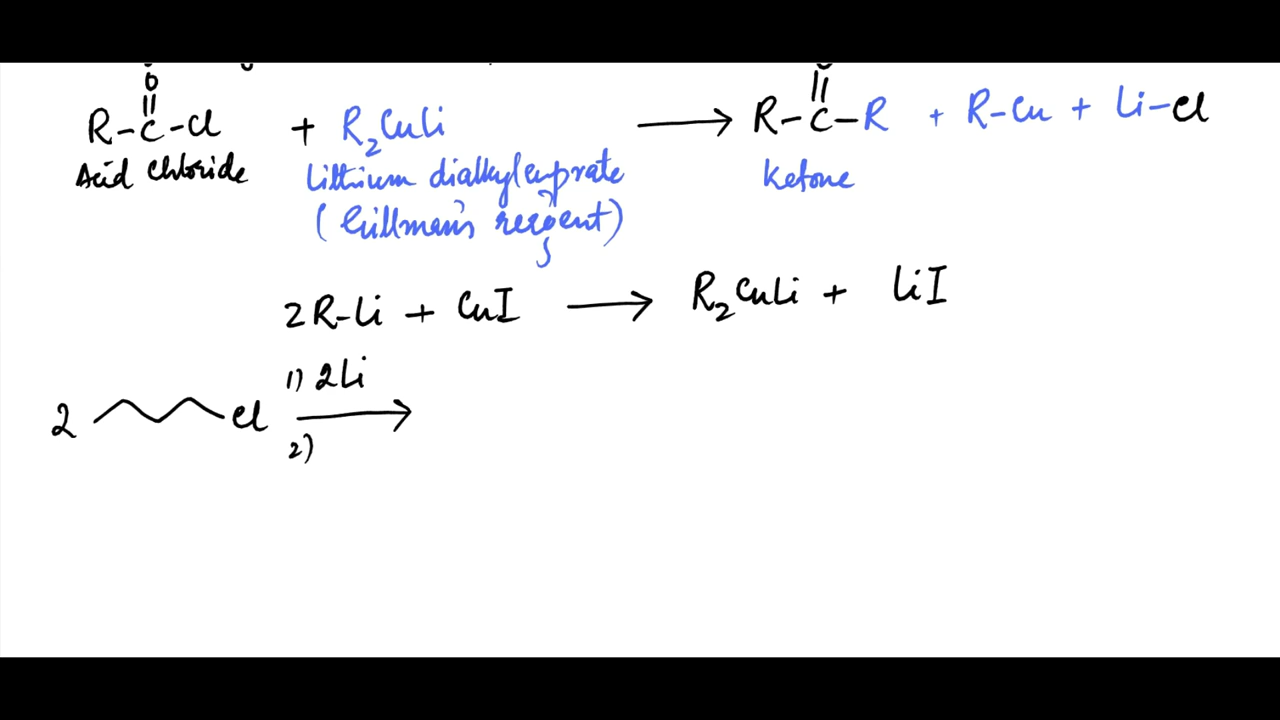 O O
R-C-Cl + R₂CuLi ⟶ R-C-R + R-Cu + Li-Cl
Acid Chloride Lithium dialkylcuprate Ketone
(Gillman's reagent)
2R-Li + CuI ⟶ R₂CuLi + LiI
1) 2Li
2 Cl ⟶
2)